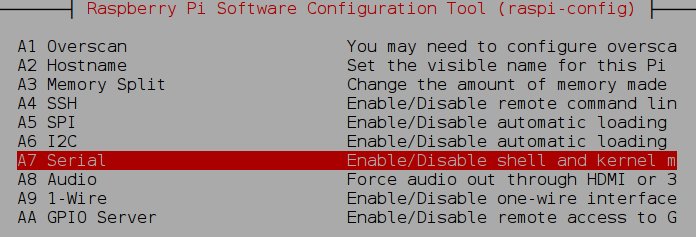 Raspberry Pi Software Configuration Tool (raspi-config)
A1 Overscan You may need to configure oversca
A2 Hostname Set the visible name for this Pi
A3 Memory Split Change the amount of memory made
A4 SSH Enable/Disable remote command lin
A5 SPI Enable/Disable automatic loading
A6 I2C Enable/Disable automatic loading
A7 Serial Enable/Disable shell and kernel m
A8 Audio Force audio out through HDMI or 3
A9 1-Wire Enable/Disable one-wire interface
AA GPIO Server Enable/Disable remote access to G